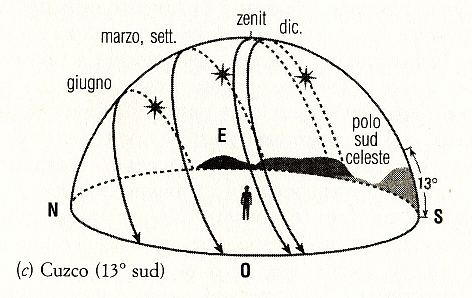 zenit
dic.
marzo, sett.
giugno
E
polo
sud
celeste
13°
N
S
O
(c) Cuzco (13° sud)